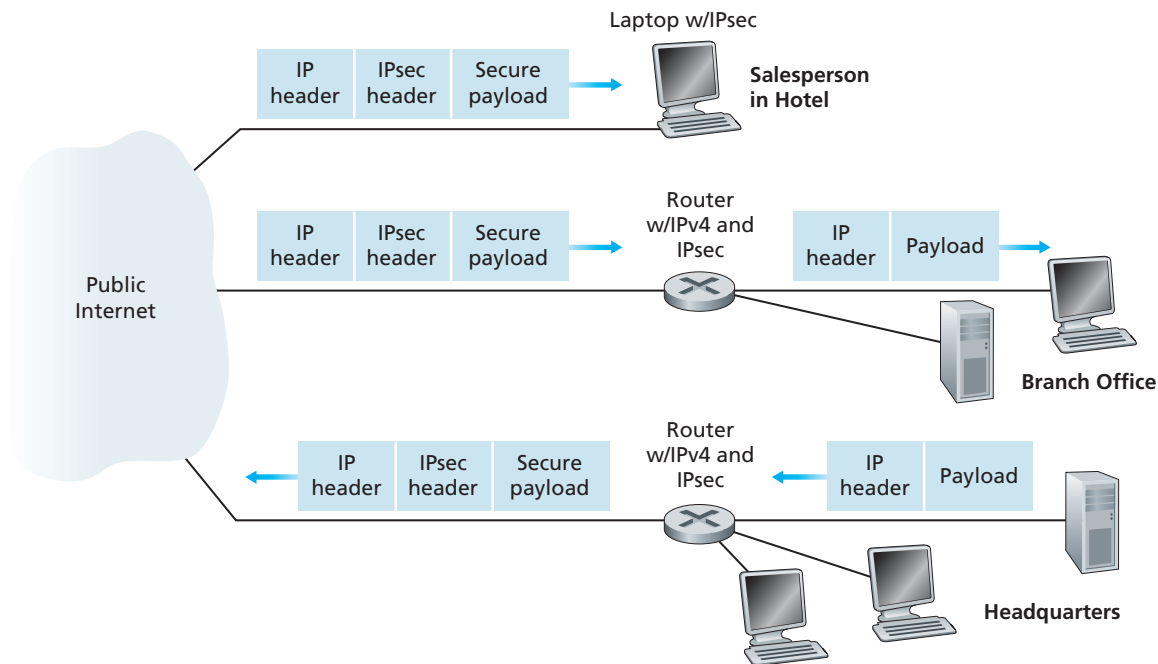 Laptop w/IPsec
IP
header
IPsec
header
Secure
payload
Salesperson
in Hotel
Public
Internet
IP
header
IPsec
header
Secure
payload
Router
w/IPv4 and
IPsec
IP
header
Payload
Branch Office
IP
header
IPsec
header
Secure
payload
Router
w/IPv4 and
IPsec
IP
header
Payload
Headquarters